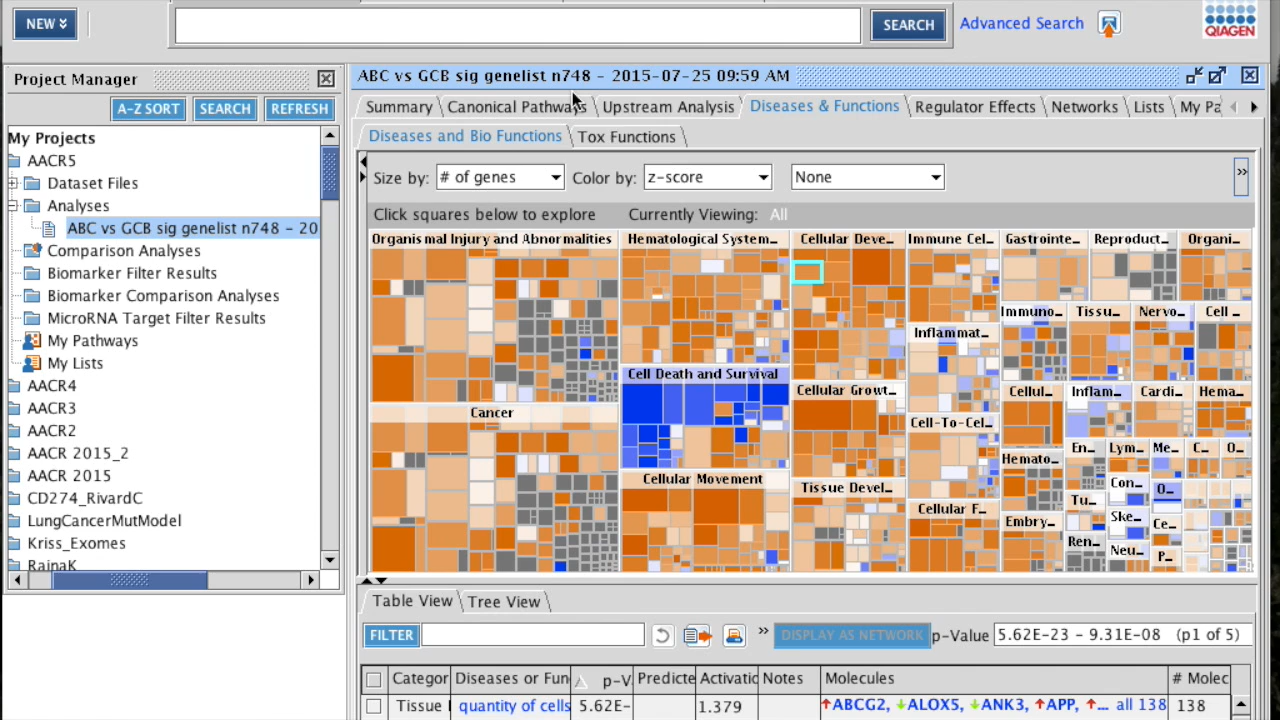 NEW
SEARCH
Advanced Search
QIAGEN
Project Manager
A-Z SORT
SEARCH
REFRESH
My Projects
AACR5
Dataset Files
Analyses
ABC vs GCB sig genelist n748 - 20
Comparison Analyses
Biomarker Filter Results
Biomarker Comparison Analyses
MicroRNA Target Filter Results
My Pathways
My Lists
AACR4
AACR3
AACR2
AACR 2015_2
AACR 2015
CD274_RivardC
LungCancerMutModel
Kriss_Exomes
RainaK
ABC vs GCB sig genelist n748 - 2015-07-25 09:59 AM
Summary Canonical Pathways Upstream Analysis Diseases & Functions Regulator Effects Networks Lists My Pa
Diseases and Bio Functions Tox Functions
Size by: # of genes Color by: z-score None »
Click squares below to explore Currently Viewing: All
Organismal Injury and Abnormalities Hematological System... Cellular Deve... Immune Cel... Gastrointe... Reproduct... Organi...
Immuno... Tissu... Nervo... Cell ...
Inflammat...
Cell Death and Survival
Cellular Growt... Cellul... Inflam... Cardi... Hema...
Cancer
Cell-To-Cel...
En... Lym... Me... C... O...
Hemato...
Cellular Movement Tissue Devel... Con... O...
Tu...
Cellular F... Embry... Ske... Ce...
Ren... Neu... P...
Table View Tree View
FILTER » DISPLAY AS NETWORK p-Value 5.62E-23 - 9.31E-08 (p1 of 5)
Categor Diseases or Fun p-V Predicte Activatic Notes Molecules # Molec
Tissue quantity of cells 5.62E- 1.379 ↑ABCG2, ↓ALOX5, ↓ANK3, ↑APP, ↑... all 138 138